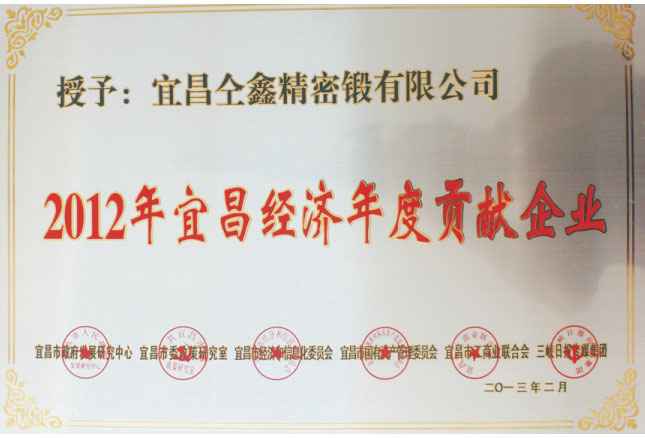 授予：宜昌仝鑫精密锻有限公司
2012年宜昌经济年度贡献企业
宜昌市政府发展研究中心 宜昌市委政策研究室 宜昌市经济和信息化委员会 宜昌市国有资产管理委员会 宜昌市工商业联合会 三峡日报传媒集团
二〇一三年二月